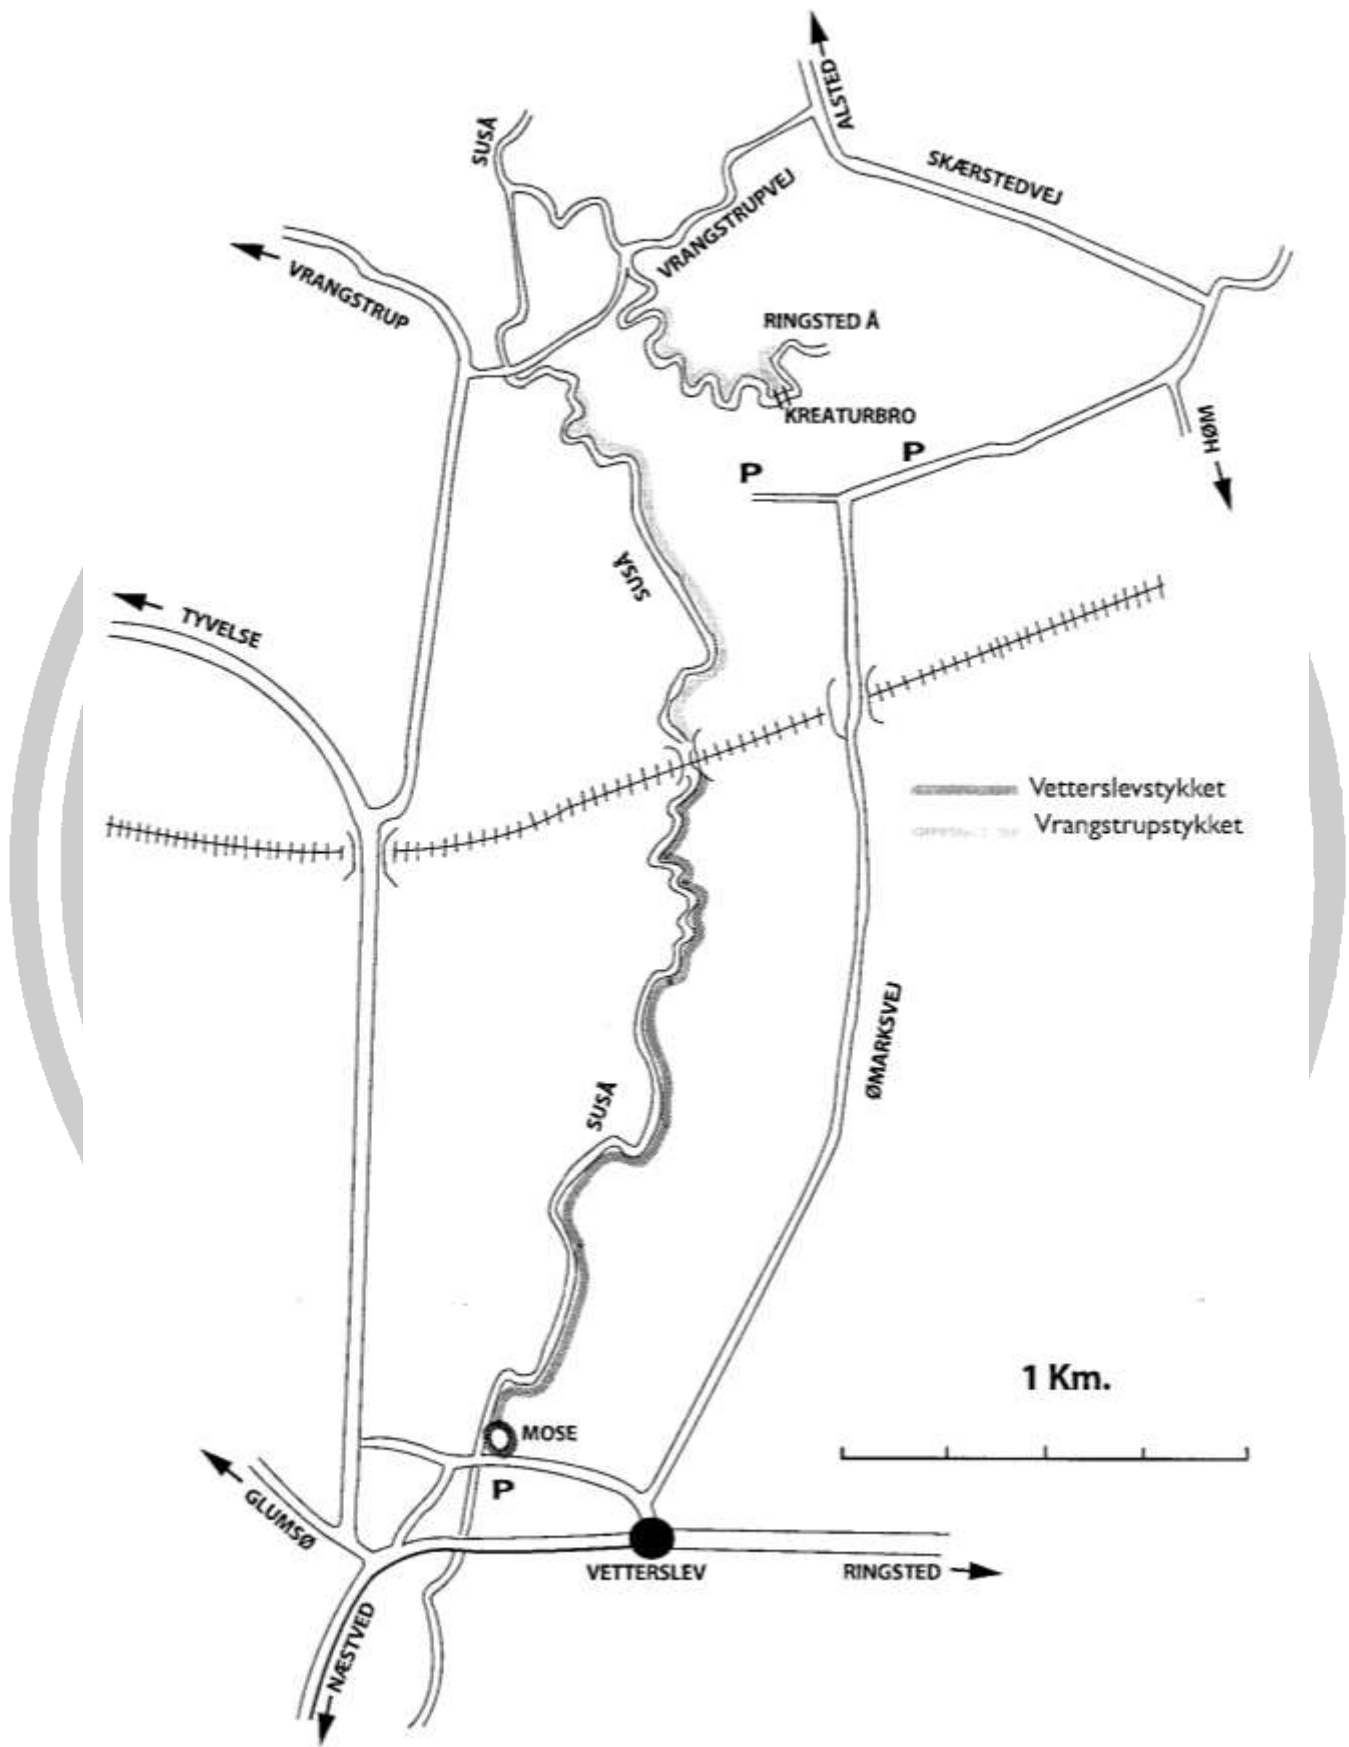 ALSTED
SUSÅ
SKÆRSTEDVEJ
VRANGSTRUPVEJ
VRANGSTRUP
RINGSTED Å
KREATURBRO
HØM
P
P
SUSÅ
TYVELSE
Vetterslevstykket
Vrangstrupstykket
ØMARKSVEJ
SUSÅ
1 Km.
MOSE
P
GLUMSØ
VETTERSLEV
RINGSTED
NÆSTVED